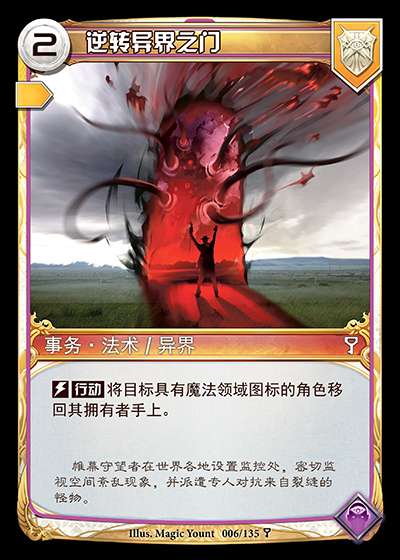 2 逆转异界之门
事务·法术/异界
行动 将目标具有魔法领域图标的角色移
回其拥有者手上。
帷幕守望者在世界各地设置监控处，密切监
视空间紊乱现象，并派遣专人对抗来自裂缝的
怪物。
Illus. Magic Yount 006/135